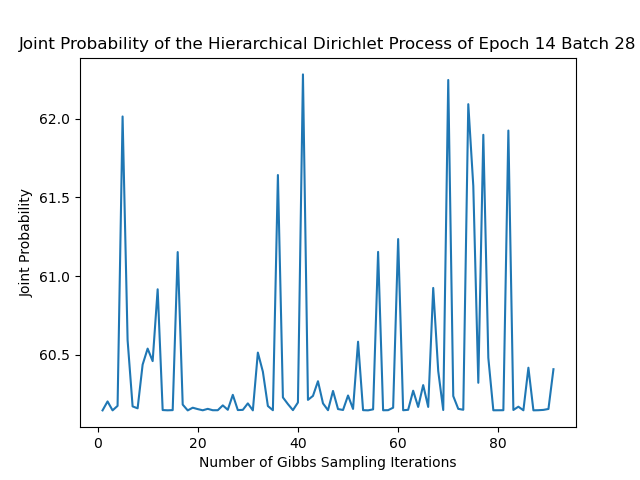 Joint Probability of the Hierarchical Dirichlet Process of Epoch 14 Batch 28
62.0
61.5
61.0
60.5
Joint Probability
0 20 40 60 80
Number of Gibbs Sampling Iterations